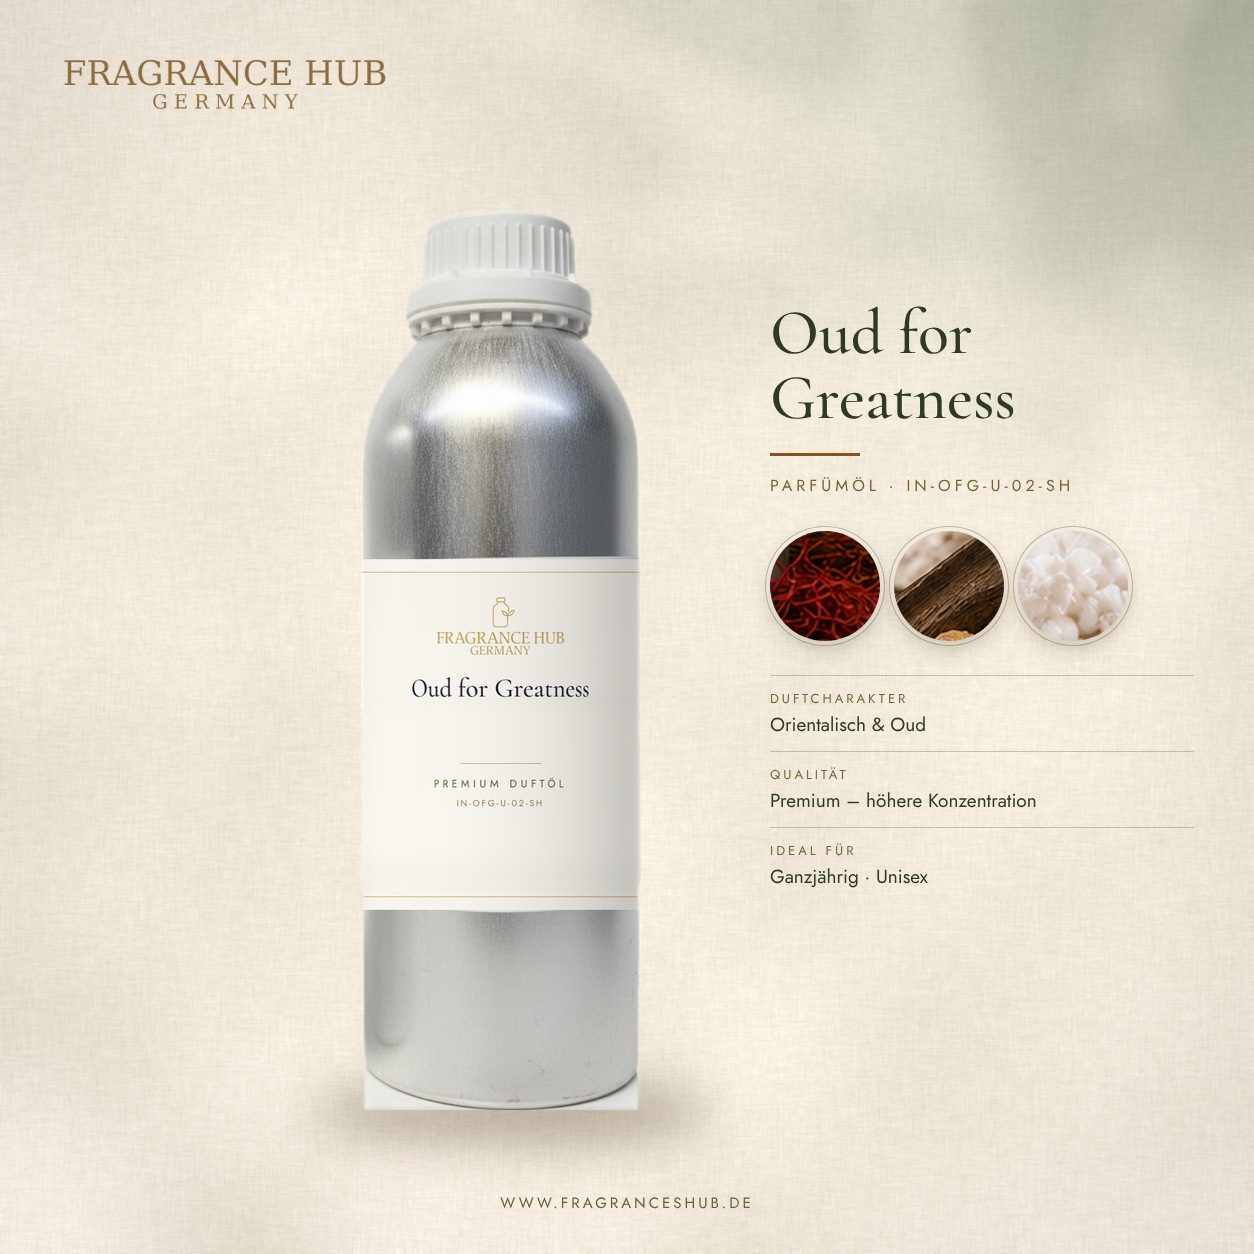 FRAGRANCE HUB
GERMANY
Oud for
Greatness
PARFÜMÖL · IN-OFG-U-02-SH
DUFTCHARAKTER
Orientalisch & Oud
QUALITÄT
Premium – höhere Konzentration
IDEAL FÜR
Ganzjährig · Unisex
FRAGRANCE HUB
GERMANY
Oud for Greatness
PREMIUM DUFTÖL
IN-OFG-U-02-SH
WWW.FRAGRANCESHUB.DE